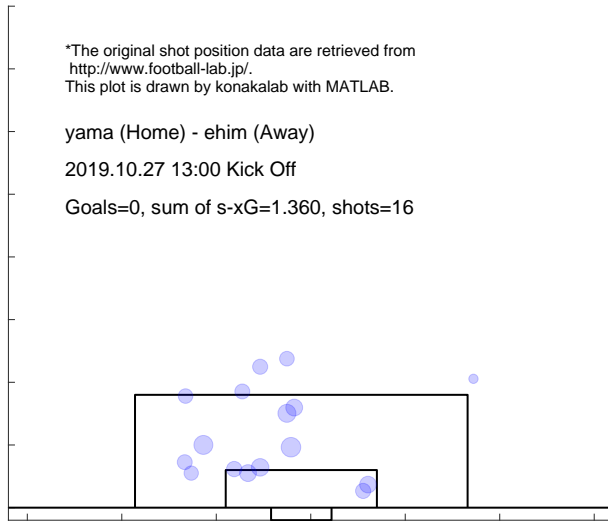 *The original shot position data are retrieved from
http://www.football-lab.jp/.
This plot is drawn by konakalab with MATLAB.
yama (Home) - ehim (Away)
2019.10.27 13:00 Kick Off
Goals=0, sum of s-xG=1.360, shots=16